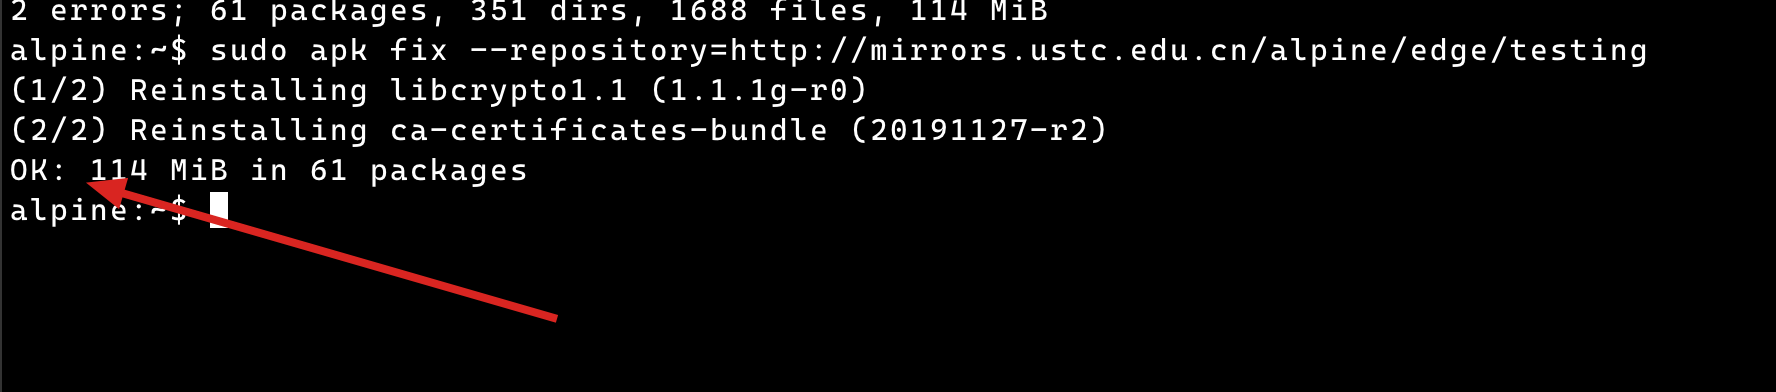 2 errors; 61 packages, 351 dirs, 1688 files, 114 MiB
alpine:~$ sudo apk fix --repository=http://mirrors.ustc.edu.cn/alpine/edge/testing
(1/2) Reinstalling libcrypto1.1 (1.1.1g-r0)
(2/2) Reinstalling ca-certificates-bundle (20191127-r2)
OK: 114 MiB in 61 packages
alpine:~$